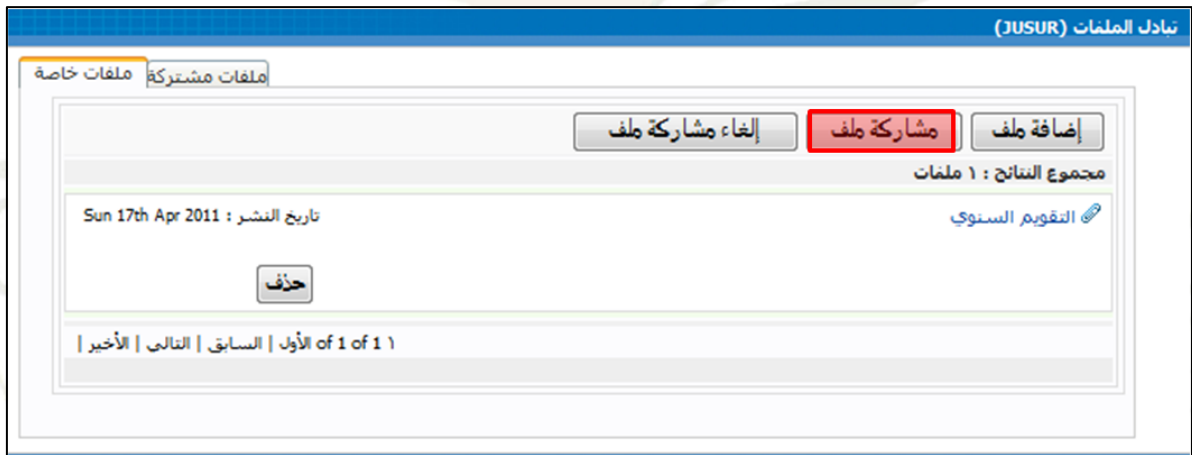 تبادل الملفات (JUSUR)
ملفات مشتركة ملفات خاصة
إضافة ملف مشاركة ملف إلغاء مشاركة ملف
مجموع النتائج : ١ ملفات
التقويم السنوي تاريخ النشر : Sun 17th Apr 2011
حذف
١ of 1 of 1 الأول | السابق | التالي | الأخير |